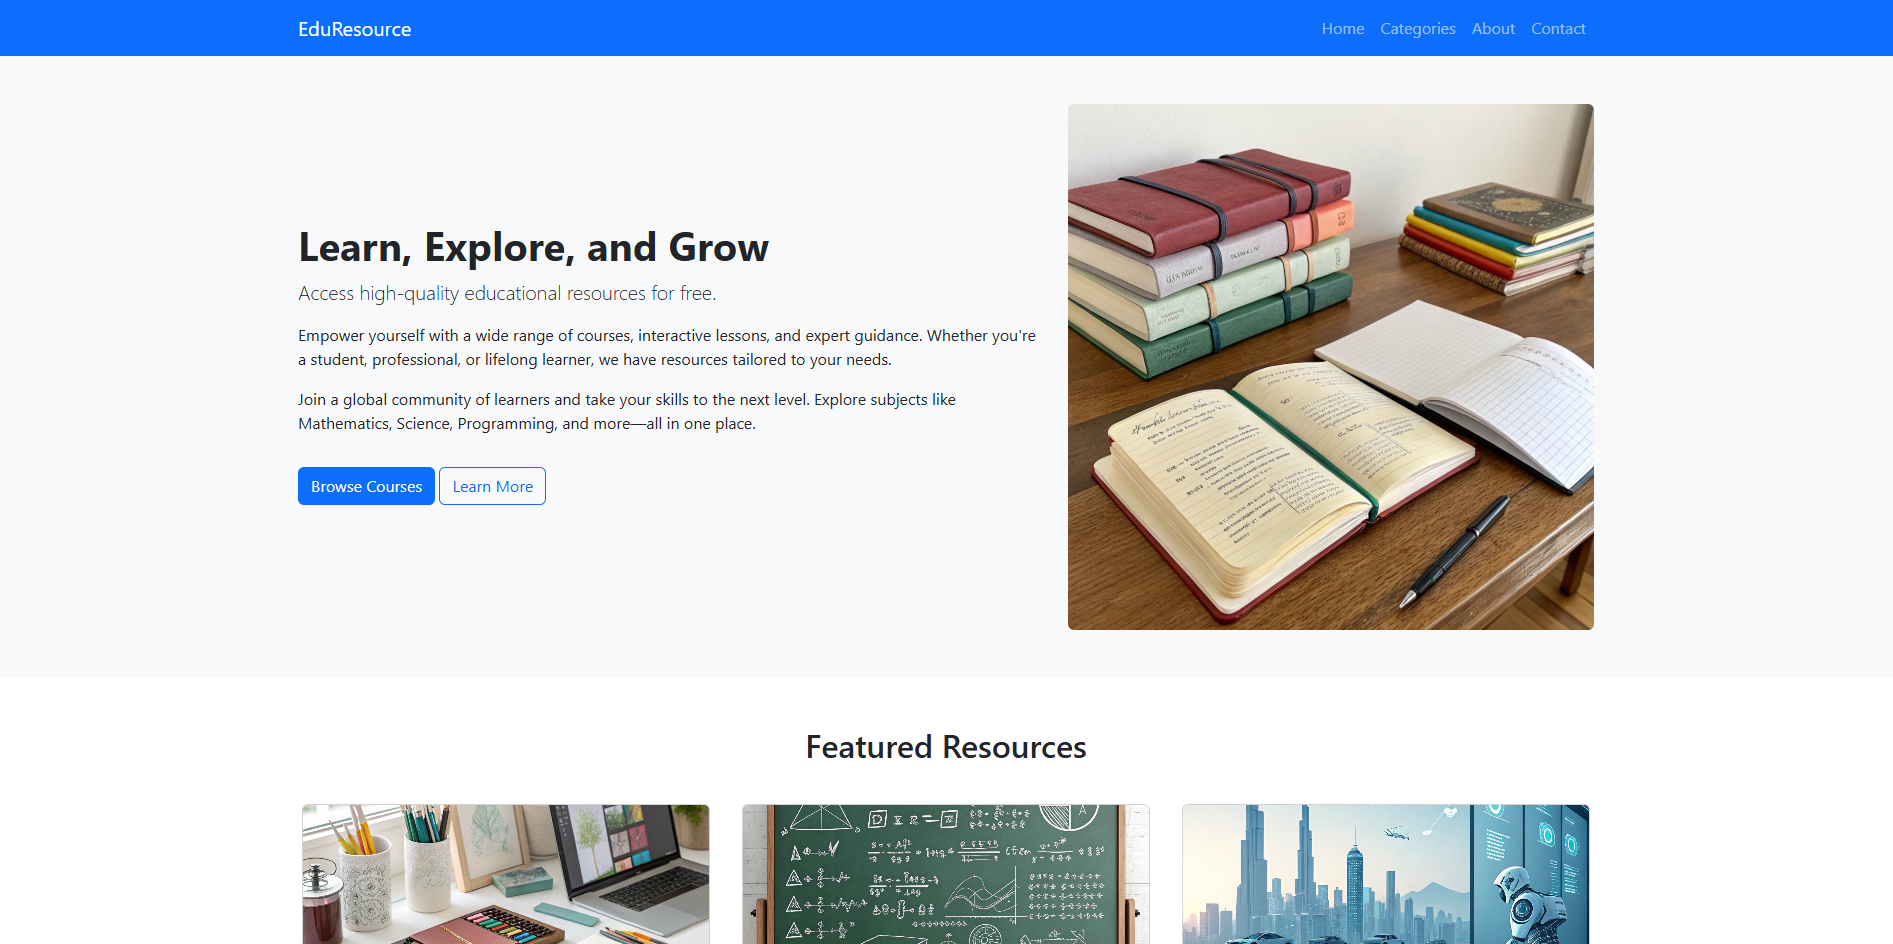 EduResource
Home Categories About Contact
Learn, Explore, and Grow
Access high-quality educational resources for free.
Empower yourself with a wide range of courses, interactive lessons, and expert guidance. Whether you're
a student, professional, or lifelong learner, we have resources tailored to your needs.
Join a global community of learners and take your skills to the next level. Explore subjects like
Mathematics, Science, Programming, and more—all in one place.
Browse Courses Learn More
Featured Resources